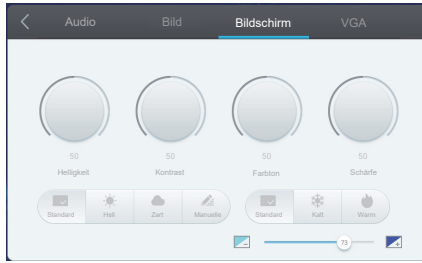 Audio Bild Bildschirm VGA
50 50 50 50
Helligkeit Kontrast Farbton Schärfe
Standard Hell Zart Manuelle Standard Kalt Warm
73